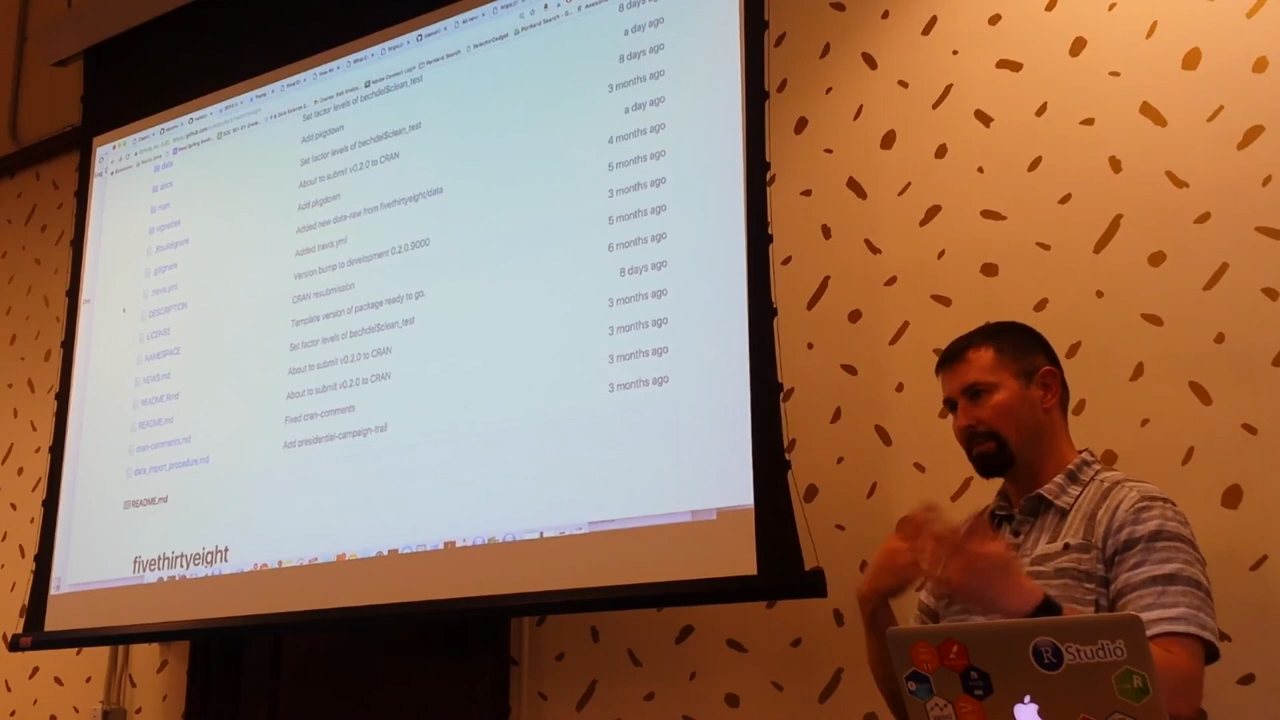 8 days ago
Set factor levels of bechdel$clean_test a day ago
data Add pkgdown 8 days ago
docs Set factor levels of bechdel$clean_test 3 months ago
man About to submit v0.2.0 to CRAN a day ago
vignettes Add pkgdown 4 months ago
.Rbuildignore Added new data-raw from fivethirtyeight/data 5 months ago
.gitignore Added travis.yml 3 months ago
.travis.yml Version bump to development 0.2.0.9000 5 months ago
DESCRIPTION CRAN resubmission 6 months ago
LICENSE Template version of package ready to go. 8 days ago
NAMESPACE Set factor levels of bechdel$clean_test 3 months ago
NEWS.md About to submit v0.2.0 to CRAN 3 months ago
README.Rmd About to submit v0.2.0 to CRAN 3 months ago
README.md Fixed cran-comments 3 months ago
cran-comments.md Add presidential-campaign-trail
data_import_procedure.md
README.md
fivethirtyeight
R Studio
R